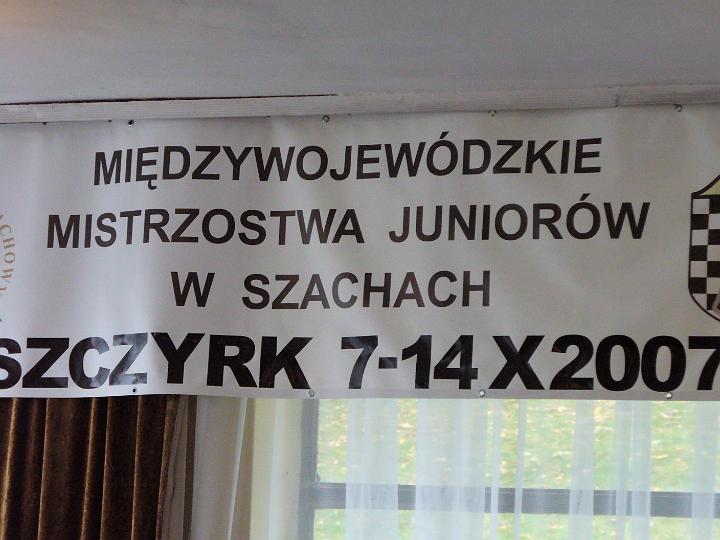 MIĘDZYWOJEWÓDZKIE
MISTRZOSTWA JUNIORÓW
W SZACHACH
SZCZYRK 7-14 X 2007